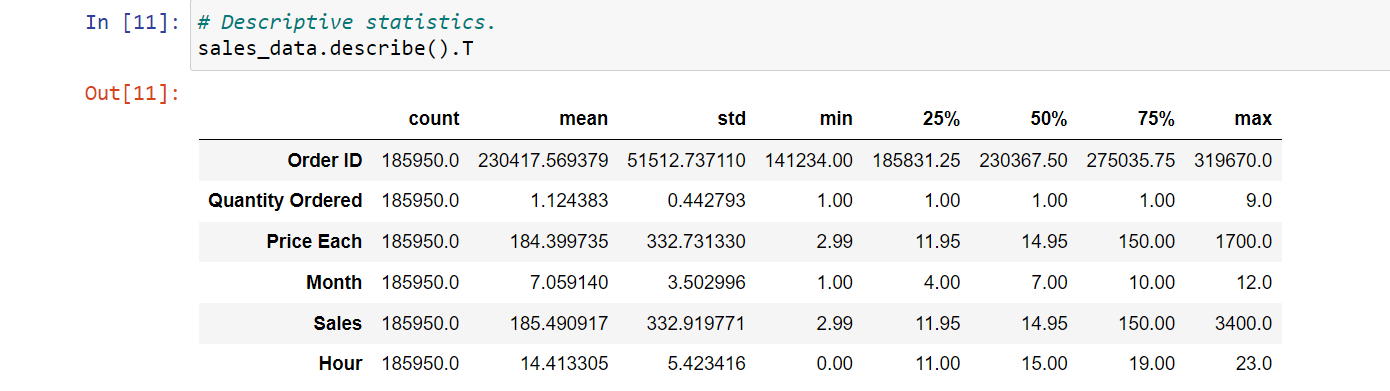 In [11]: # Descriptive statistics.
sales_data.describe().T
Out[11]:
count mean std min 25% 50% 75% max
Order ID 185950.0 230417.569379 51512.737110 141234.00 185831.25 230367.50 275035.75 319670.0
Quantity Ordered 185950.0 1.124383 0.442793 1.00 1.00 1.00 1.00 9.0
Price Each 185950.0 184.399735 332.731330 2.99 11.95 14.95 150.00 1700.0
Month 185950.0 7.059140 3.502996 1.00 4.00 7.00 10.00 12.0
Sales 185950.0 185.490917 332.919771 2.99 11.95 14.95 150.00 3400.0
Hour 185950.0 14.413305 5.423416 0.00 11.00 15.00 19.00 23.0